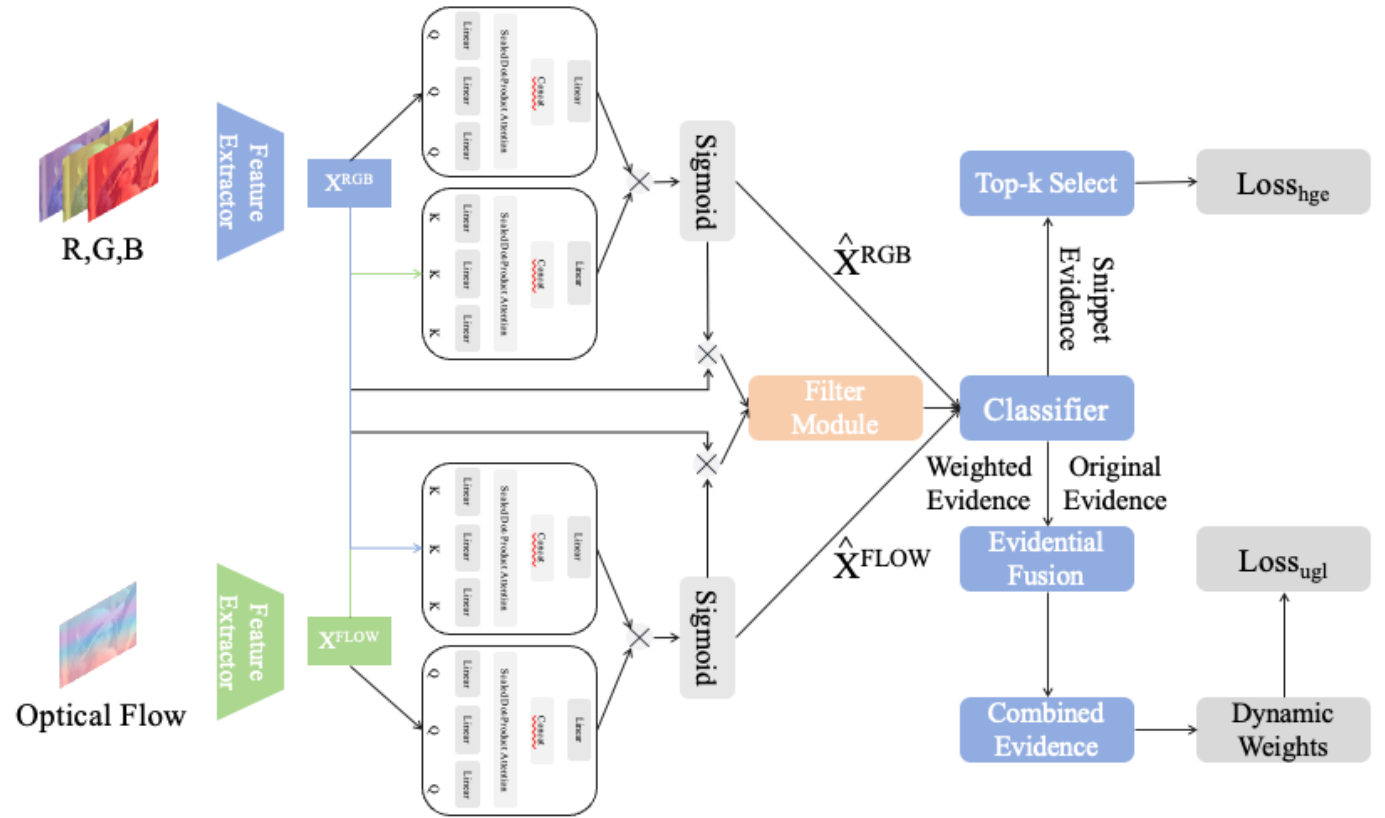 R,G,B
Feature
Extractor
X^RGB
Q
Q
Q
Linear
Linear
Linear
Scaled Dot-Product Attention
Concat
Linear
K
K
K
Linear
Linear
Linear
Scaled Dot-Product Attention
Concat
Linear
Sigmoid
X̂^RGB
Filter
Module
Top-k Select
Loss_hge
Snippet
Evidence
Classifier
Weighted
Evidence
Original
Evidence
Evidential
Fusion
Combined
Evidence
Dynamic
Weights
Loss_ugl
Optical Flow
Feature
Extractor
X^FLOW
K
K
K
Linear
Linear
Linear
Scaled Dot-Product Attention
Concat
Linear
Q
Q
Q
Linear
Linear
Linear
Scaled Dot-Product Attention
Concat
Linear
Sigmoid
X̂^FLOW